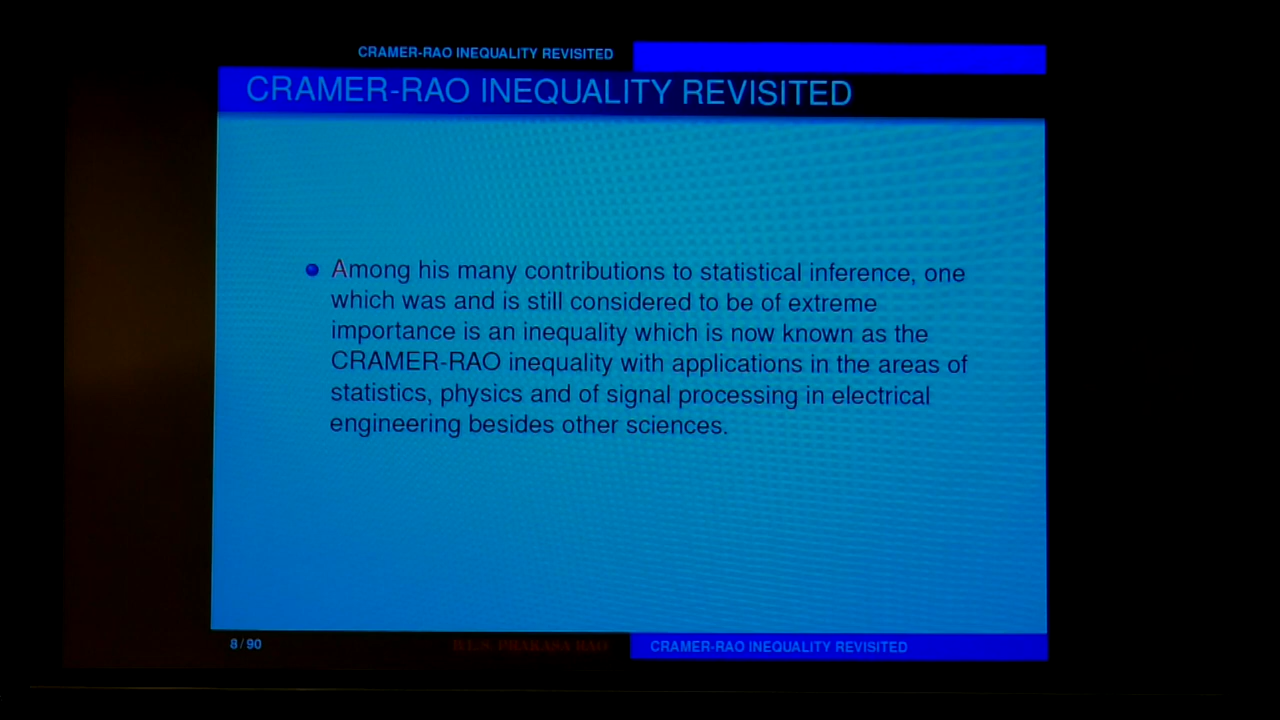 CRAMER-RAO INEQUALITY REVISITED
CRAMER-RAO INEQUALITY REVISITED
Among his many contributions to statistical inference, one
which was and is still considered to be of extreme
importance is an inequality which is now known as the
CRAMER-RAO inequality with applications in the areas of
statistics, physics and of signal processing in electrical
engineering besides other sciences.
8/90
B.L.S. PRAKASA RAO
CRAMER-RAO INEQUALITY REVISITED